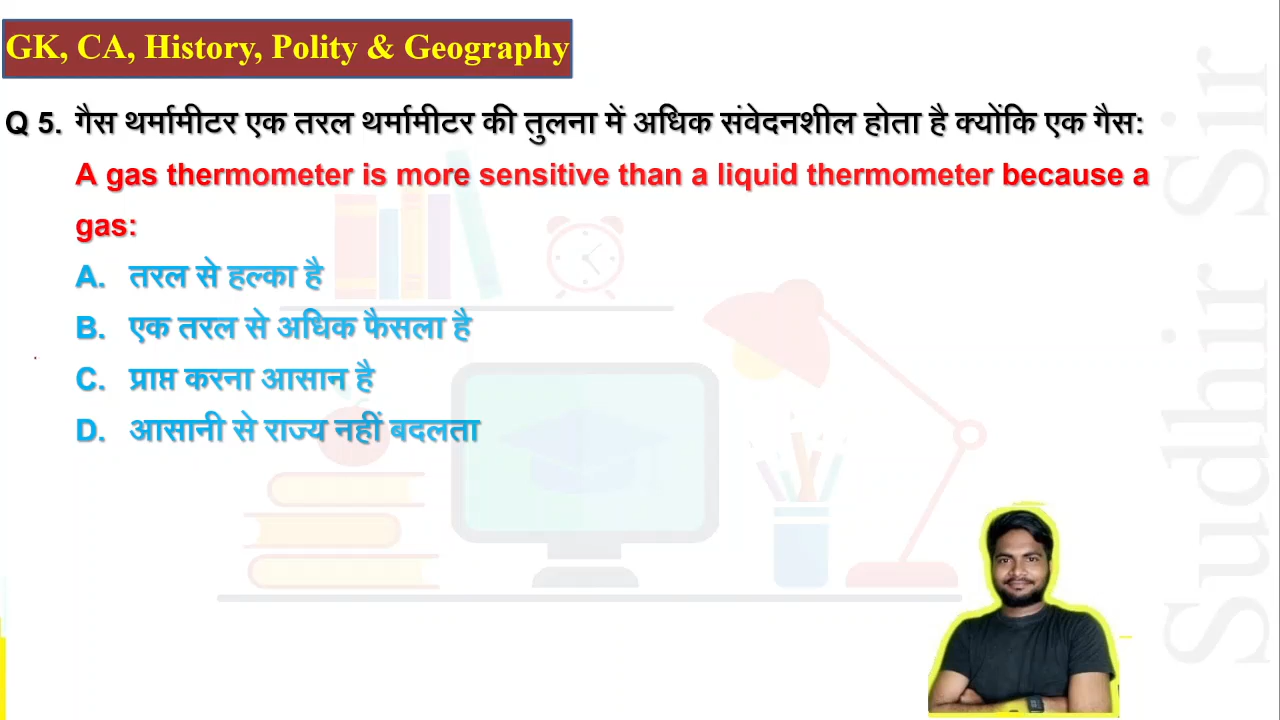 GK, CA, History, Polity & Geography
Q 5. गैस थर्मामीटर एक तरल थर्मामीटर की तुलना में अधिक संवेदनशील होता है क्योंकि एक गैस:
A gas thermometer is more sensitive than a liquid thermometer because a
gas:
A. तरल से हल्का है
B. एक तरल से अधिक फैसला है
C. प्राप्त करना आसान है
D. आसानी से राज्य नहीं बदलता
Sudhir Sir